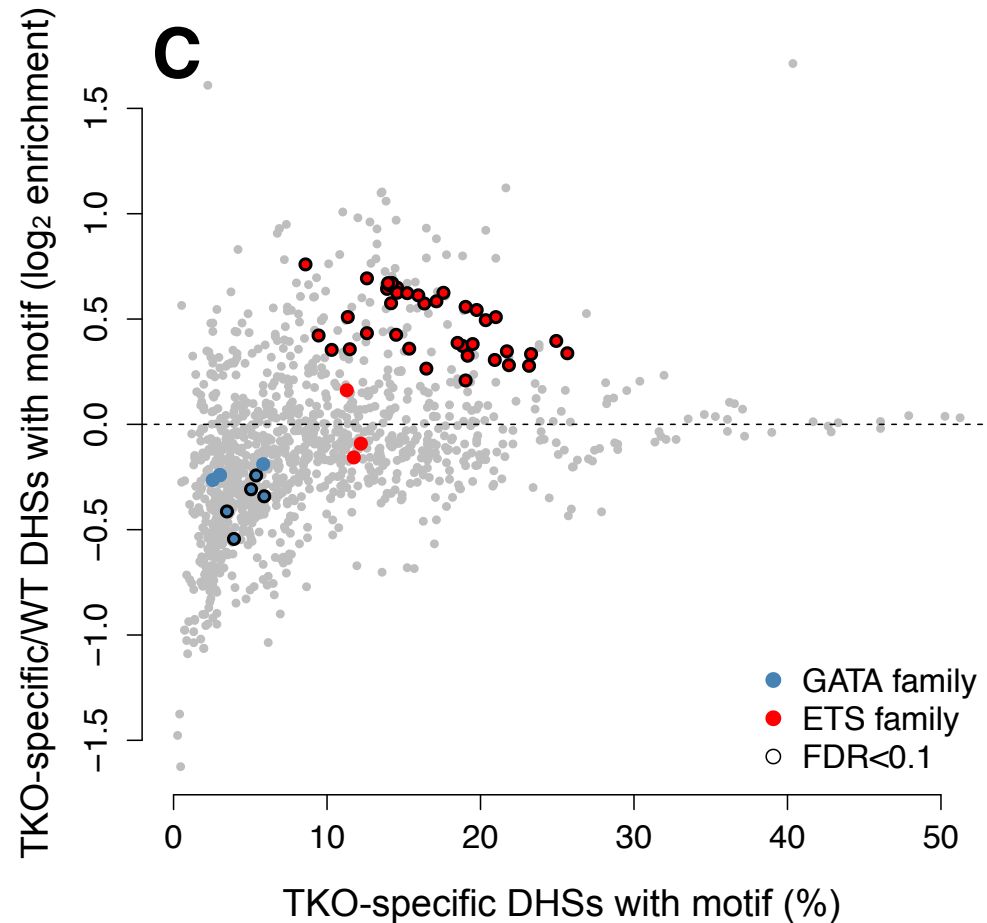 C
TKO-specific/WT DHSs with motif (log2 enrichment)
1.5
1.0
0.5
0.0
−0.5
−1.0
−1.5
GATA family
ETS family
FDR<0.1
0 10 20 30 40 50
TKO-specific DHSs with motif (%)